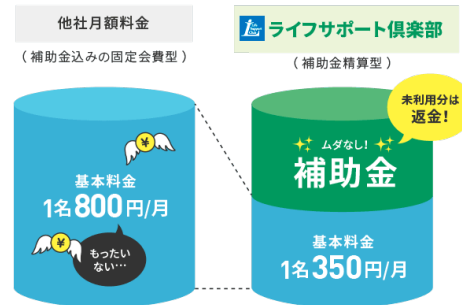 他社月額料金
（補助金込みの固定会費型）
基本料金
1名800円/月
¥
¥
もったい
ない…
ライフサポート倶楽部
（補助金精算型）
未利用分は
返金！
ムダなし！
補助金
基本料金
1名350円/月